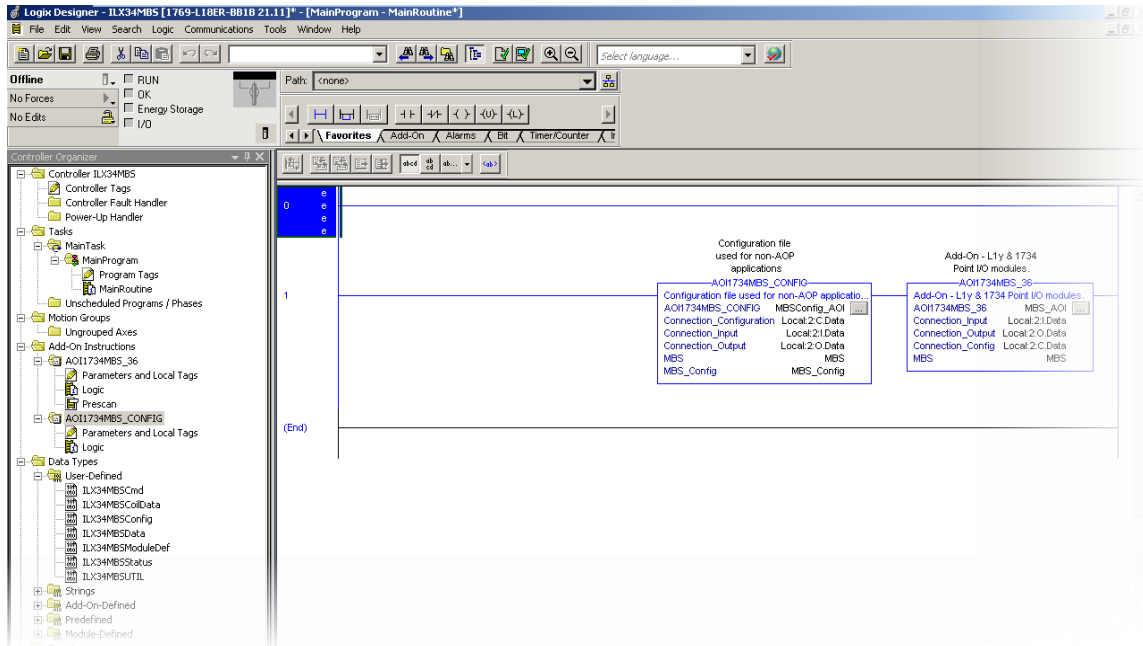 Logix Designer - ILX34MBS [1769-L18ER-BB1B 21.11]* - [MainProgram - MainRoutine*]
File Edit View Search Logic Communications Tools Window Help
Select language...
Offline
RUN
No Forces
OK
Energy Storage
No Edits
I/O
Path: <none>
Favorites Add-On Alarms Bit Timer/Counter
Controller Organizer
Controller ILX34MBS
Controller Tags
Controller Fault Handler
Power-Up Handler
Tasks
MainTask
MainProgram
Program Tags
MainRoutine
Unscheduled Programs / Phases
Motion Groups
Ungrouped Axes
Add-On Instructions
AOI1734MBS_36
Parameters and Local Tags
Logic
Prescan
AOI1734MBS_CONFIG
Parameters and Local Tags
Logic
Data Types
User-Defined
ILX34MBSCmd
ILX34MBSCoilData
ILX34MBSConfig
ILX34MBSData
ILX34MBSModuleDef
ILX34MBSStatus
ILX34MBSUTIL
Strings
Add-On-Defined
Predefined
Module-Defined
0
e
e
e
e
Configuration file
used for non-AOP
applications
AOI1734MBS_CONFIG
1
Configuration file used for non-AOP applicatio...
AOI1734MBS_CONFIG MBSConfig_AOI ...
Connection_Configuration Local:2:C.Data
Connection_Input Local:2:I.Data
Connection_Output Local:2:O.Data
MBS MBS
MBS_Config MBS_Config
Add-On - L1y & 1734
Point I/O modules.
AOI1734MBS_36
Add-On - L1y & 1734 Point I/O modules.
AOI1734MBS_36 MBS_AOI ...
Connection_Input Local:2:I.Data
Connection_Output Local:2:O.Data
Connection_Config Local:2:C.Data
MBS MBS
(End)